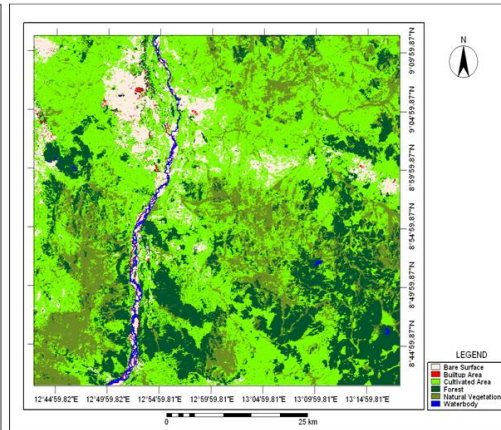 N
9°09'59.87"N
9°04'59.87"N
8°59'59.87"N
8°54'59.87"N
8°49'59.87"N
8°44'59.87"N
12°44'59.82"E
12°49'59.82"E
12°54'59.81"E
12°59'59.81"E
13°04'59.81"E
13°09'59.81"E
13°14'59.81"E
0
25 km
LEGEND
Bare Surface
Builtup Area
Cultivated Area
Forest
Natural Vegetation
Waterbody